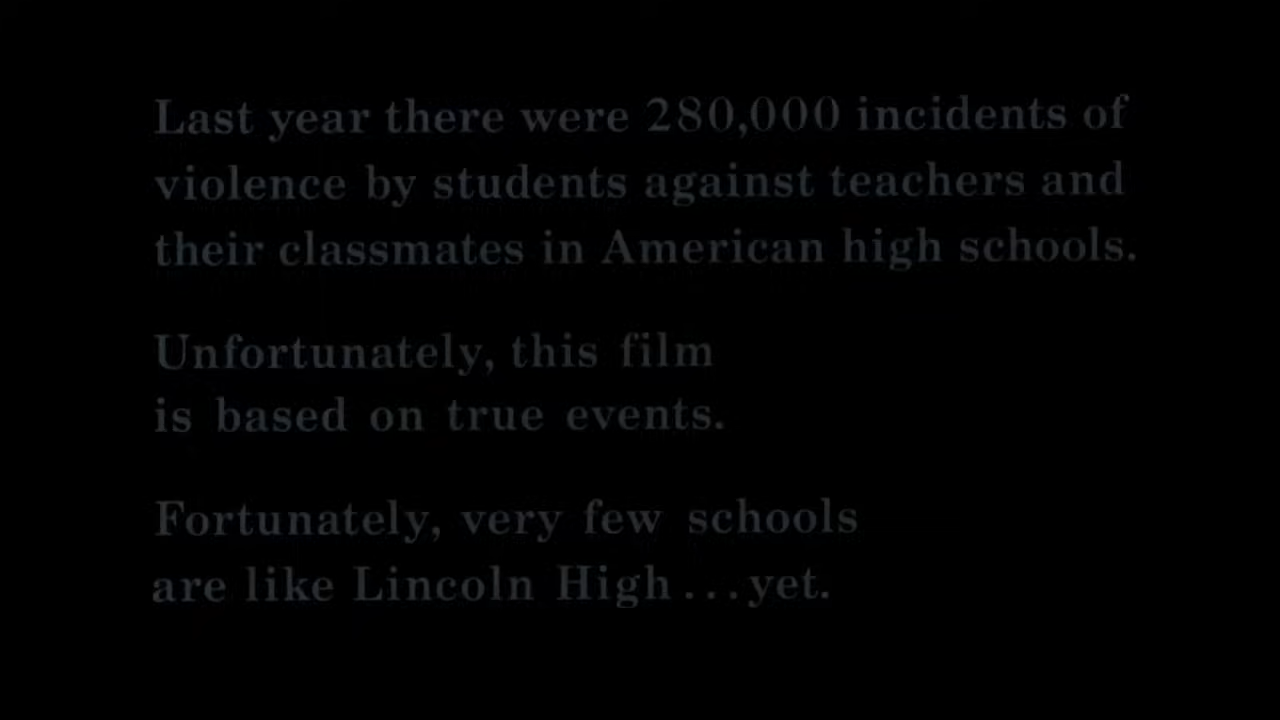 Last year there were 280,000 incidents of
violence by students against teachers and
their classmates in American high schools.
Unfortunately, this film
is based on true events.
Fortunately, very few schools
are like Lincoln High...yet.